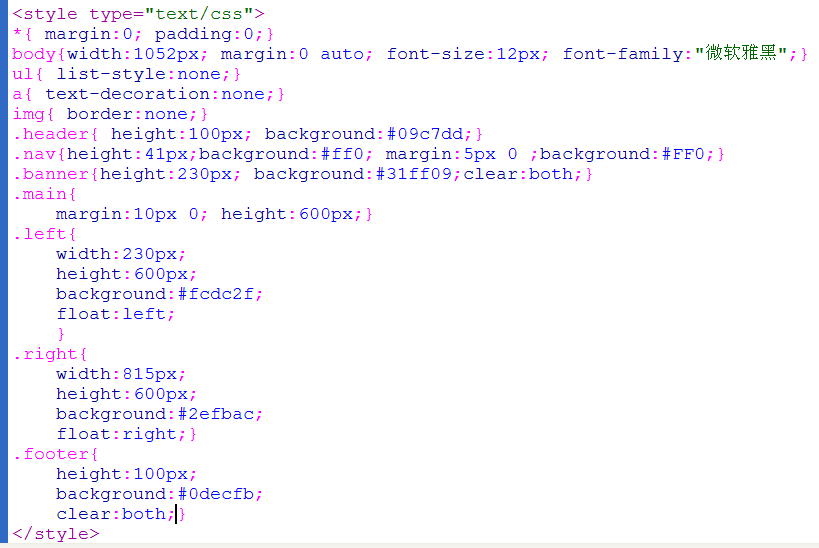 <style type="text/css">
*{ margin:0; padding:0;}
body{width:1052px; margin:0 auto; font-size:12px; font-family:"微软雅黑";}
ul{ list-style:none;}
a{ text-decoration:none;}
img{ border:none;}
.header{ height:100px; background:#09c7dd;}
.nav{height:41px;background:#ff0; margin:5px 0 ;background:#FF0;}
.banner{height:230px; background:#31ff09;clear:both;}
.main{
    margin:10px 0; height:600px;}
.left{
    width:230px;
    height:600px;
    background:#fcdc2f;
    float:left;
    }
.right{
    width:815px;
    height:600px;
    background:#2efbac;
    float:right;}
.footer{
    height:100px;
    background:#0decfb;
    clear:both;}
</style>